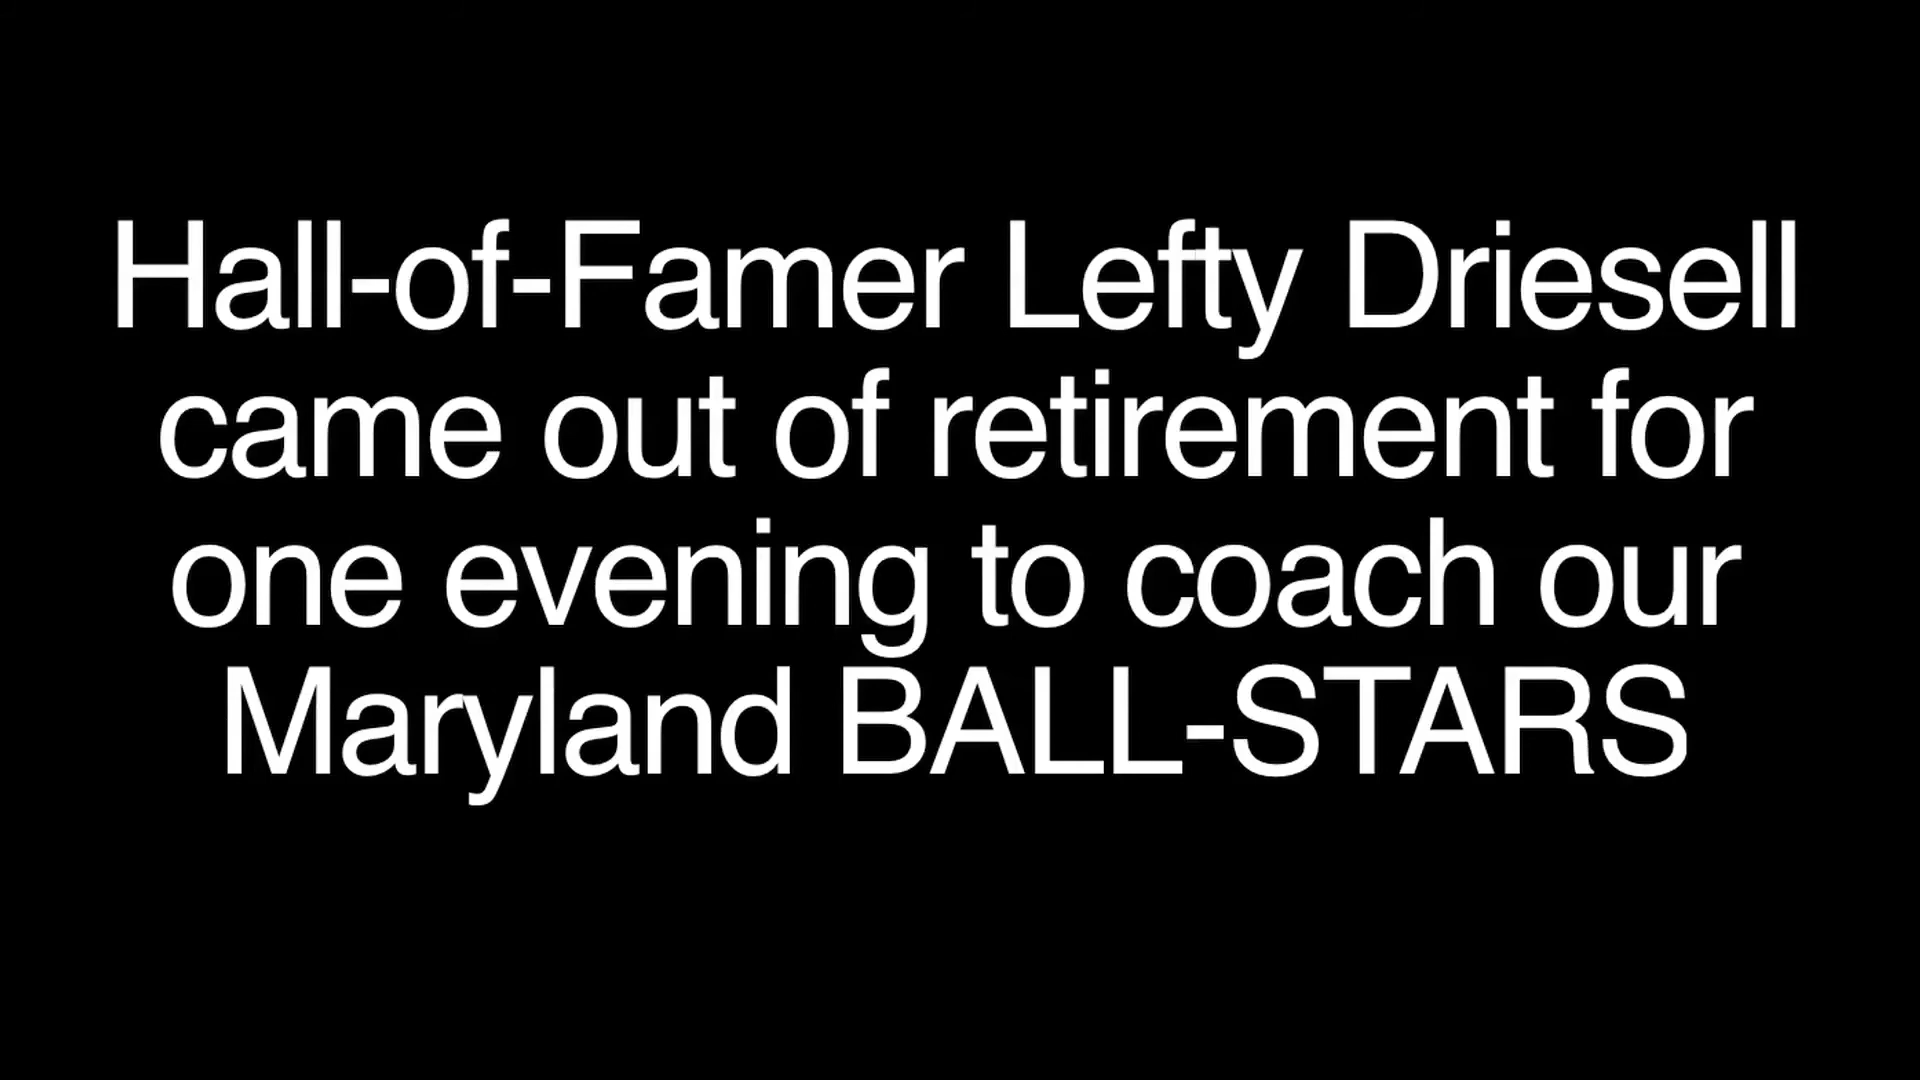 Hall-of-Famer Lefty Driesell
came out of retirement for
one evening to coach our
Maryland BALL-STARS